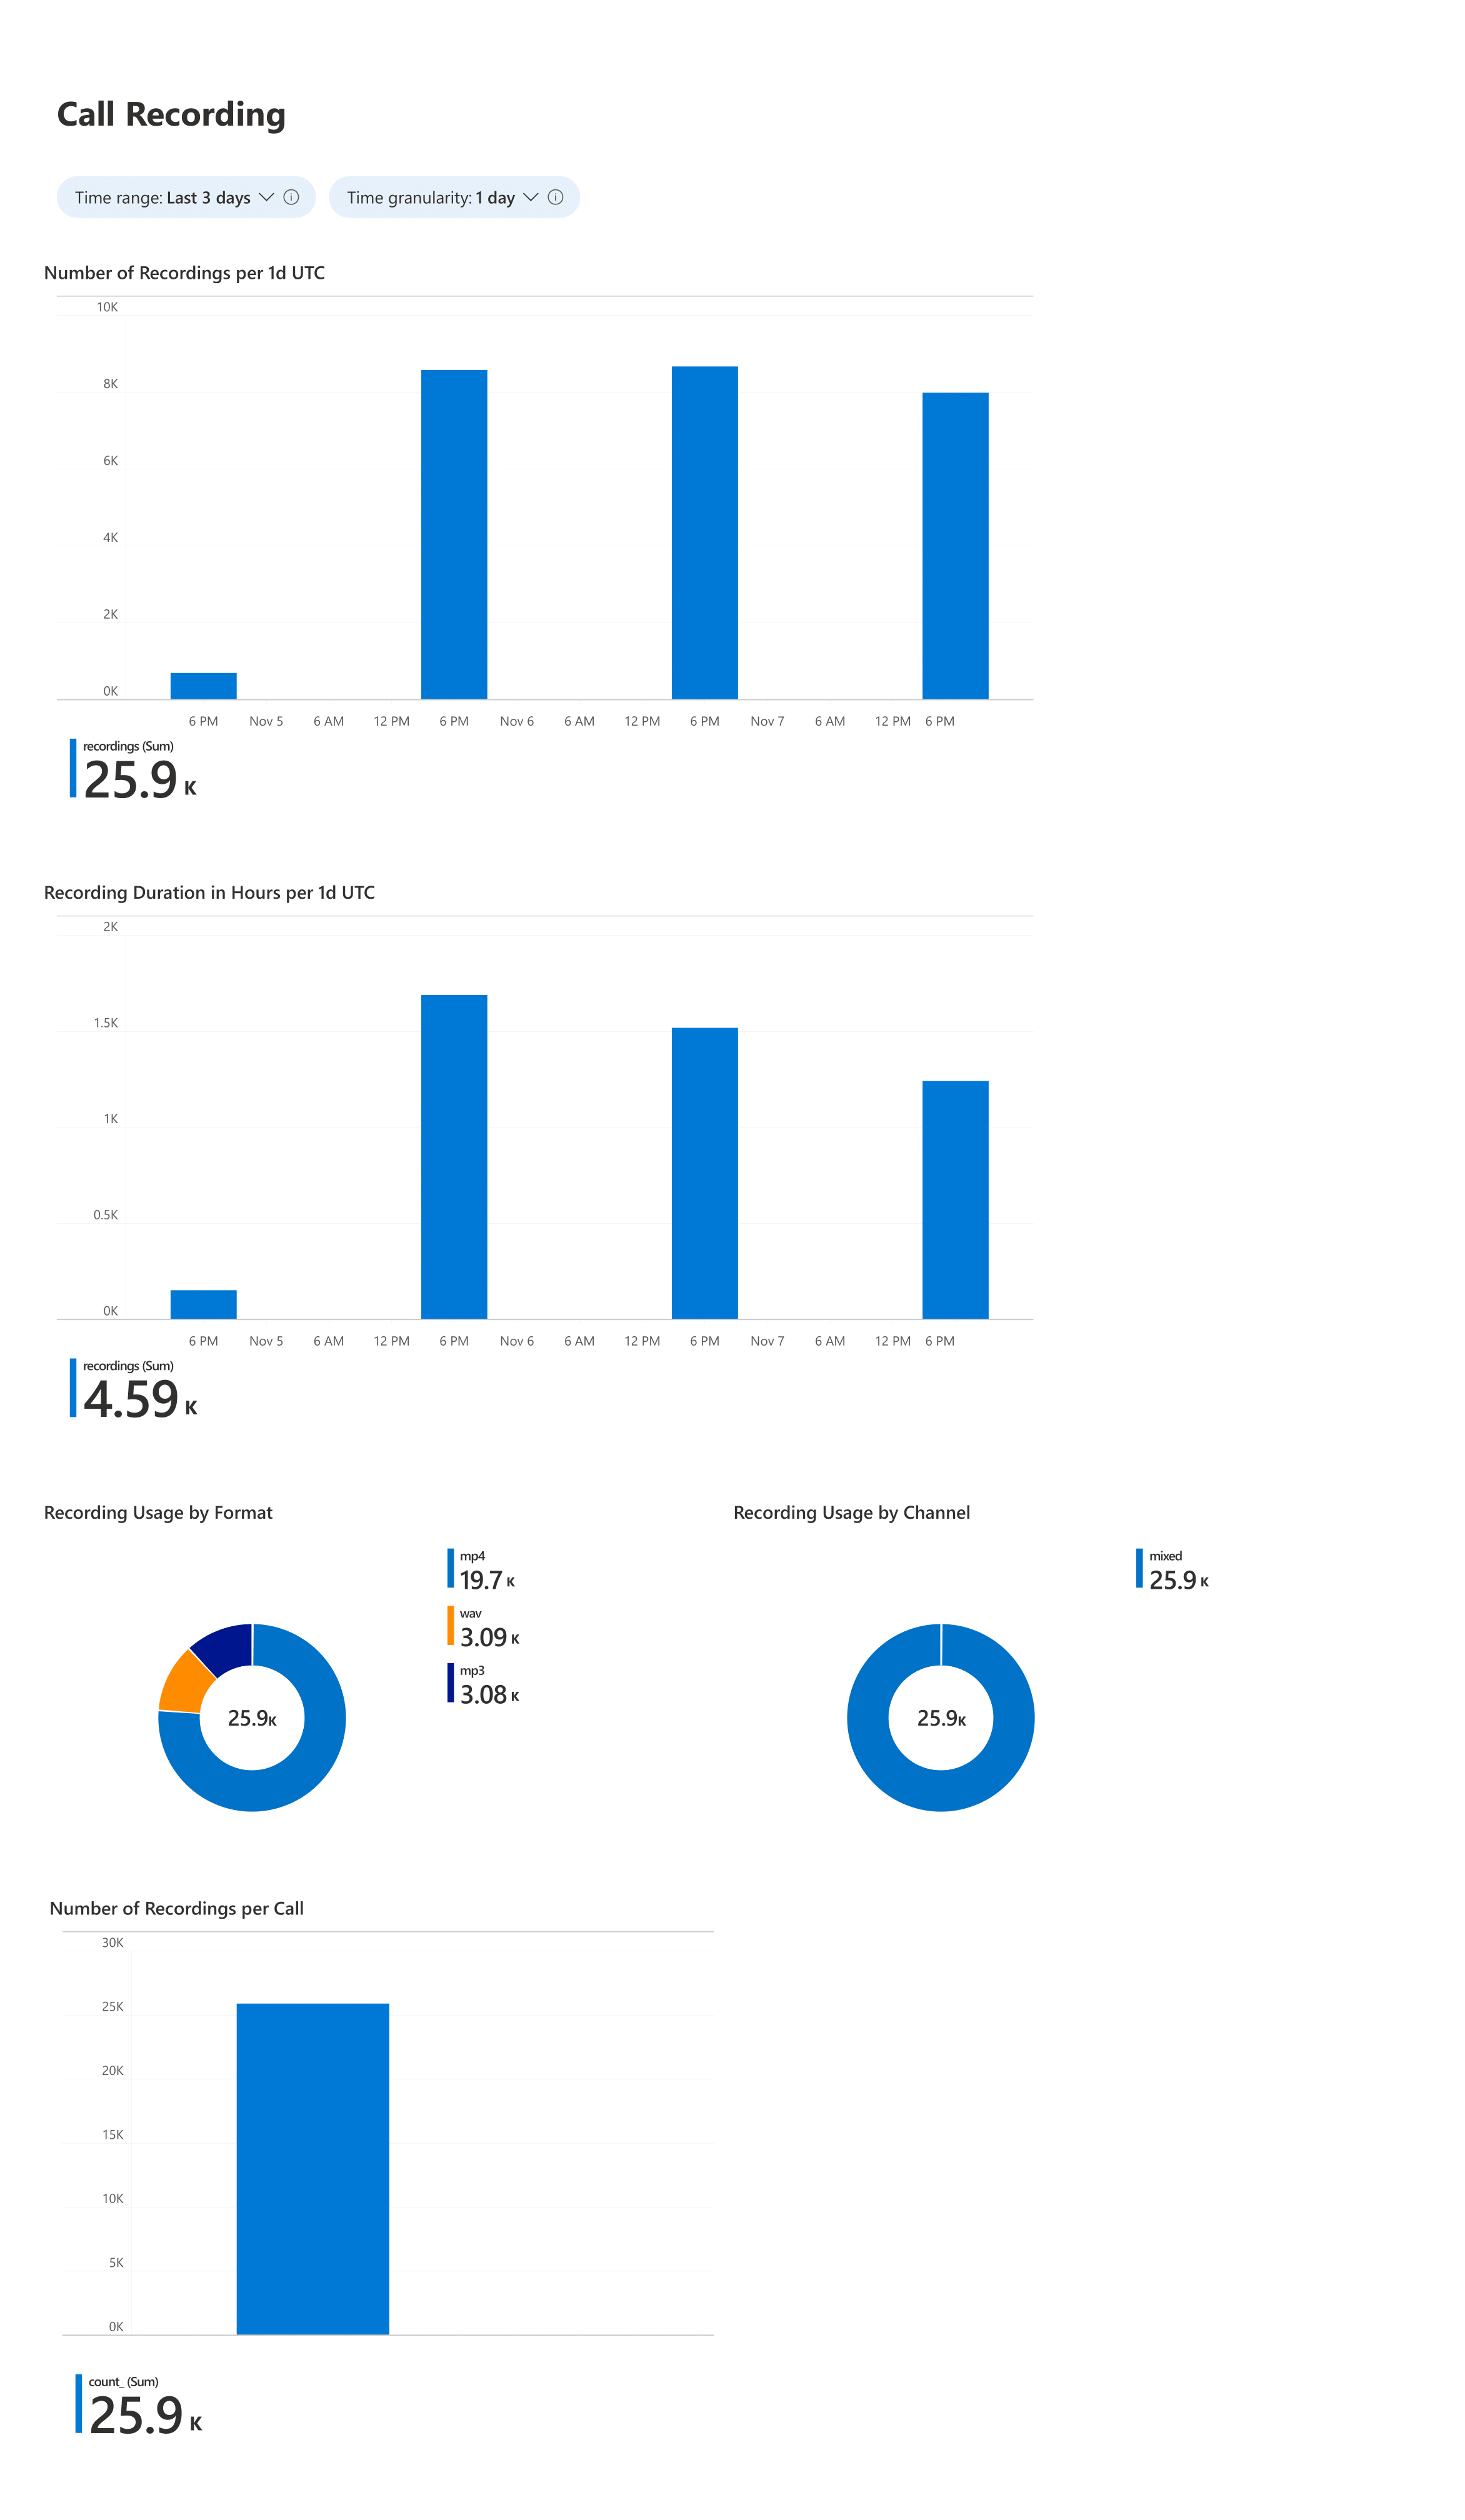 Call Recording
Time range: Last 3 days
Time granularity: 1 day
Number of Recordings per 1d UTC
10K
8K
6K
4K
2K
0K
6 PM Nov 5 6 AM 12 PM 6 PM Nov 6 6 AM 12 PM 6 PM Nov 7 6 AM 12 PM 6 PM
recordings (Sum)
25.9 K
Recording Duration in Hours per 1d UTC
2K
1.5K
1K
0.5K
0K
6 PM Nov 5 6 AM 12 PM 6 PM Nov 6 6 AM 12 PM 6 PM Nov 7 6 AM 12 PM 6 PM
recordings (Sum)
4.59 K
Recording Usage by Format
mp4
19.7 K
wav
3.09 K
mp3
3.08 K
25.9K
Recording Usage by Channel
mixed
25.9 K
25.9K
Number of Recordings per Call
30K
25K
20K
15K
10K
5K
0K
count_ (Sum)
25.9 K